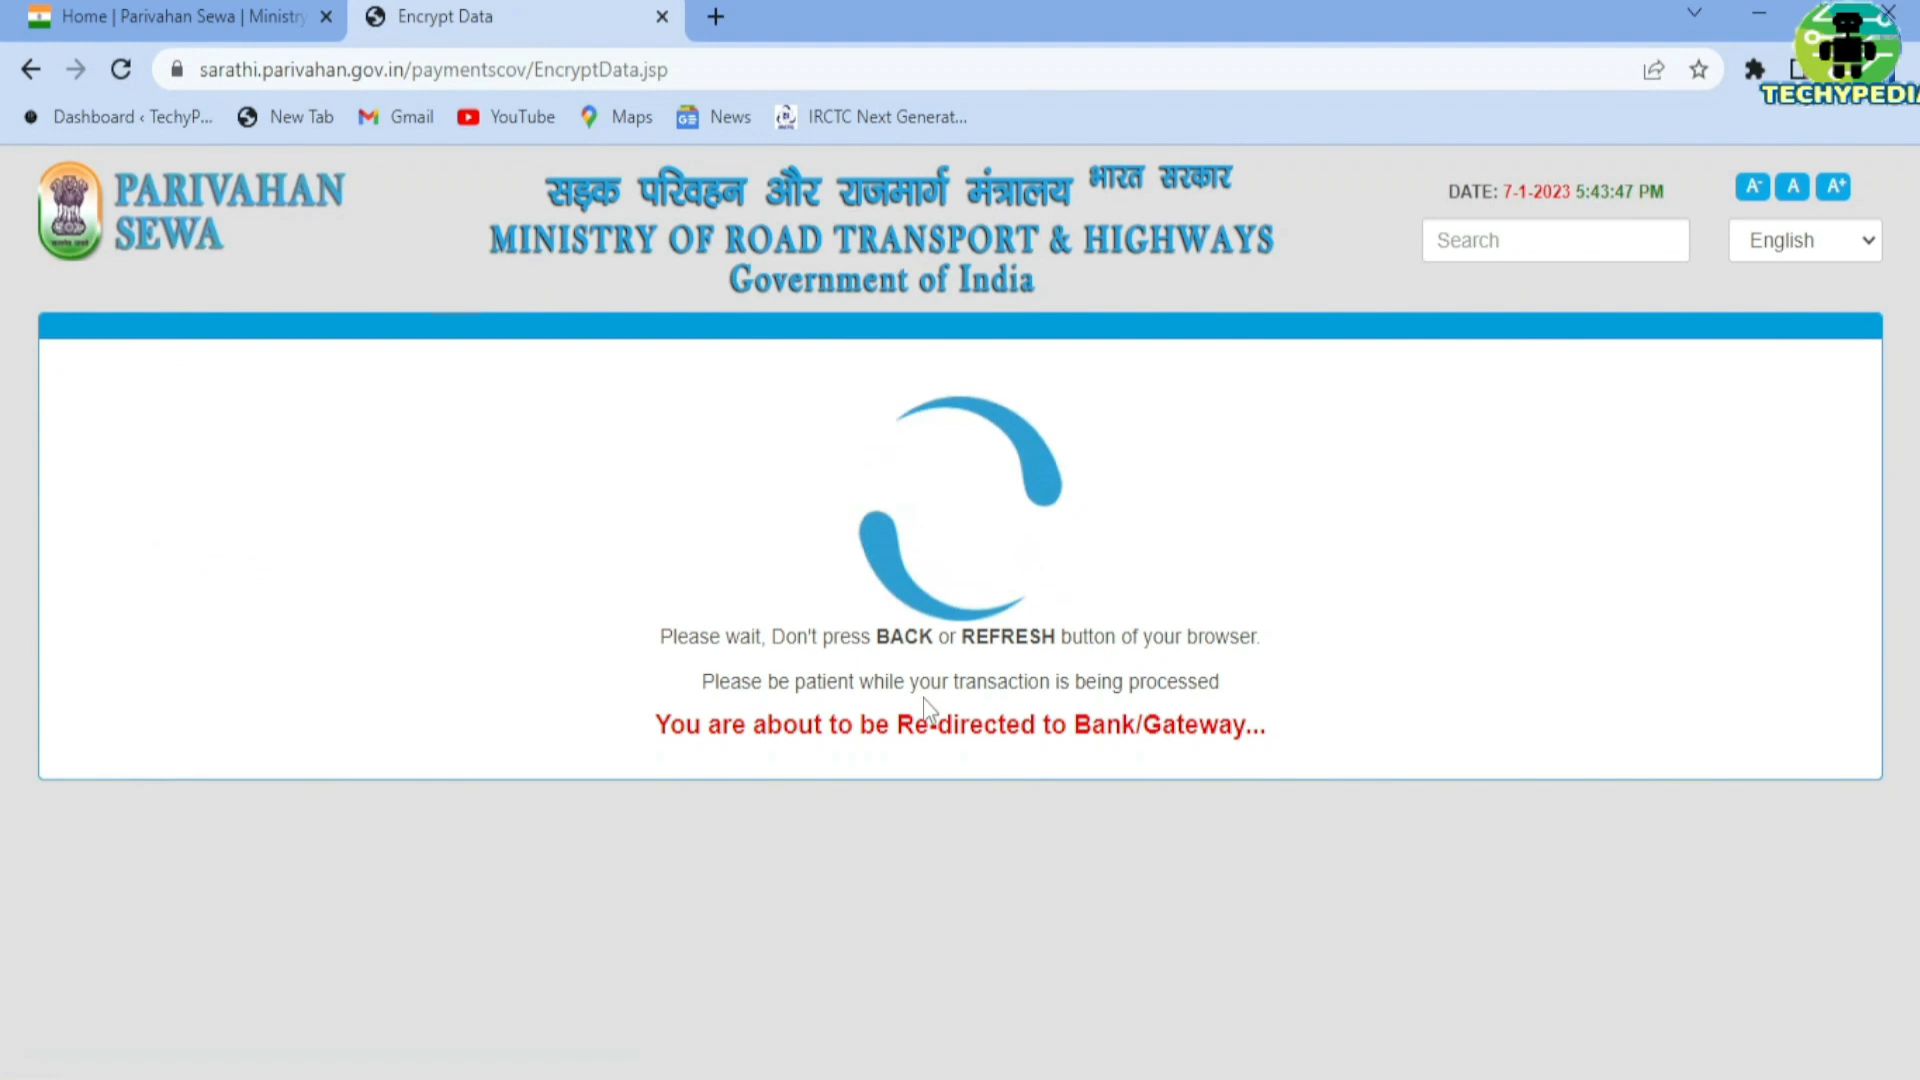 Home | Parivahan Sewa | Ministry
Encrypt Data
sarathi.parivahan.gov.in/paymentscov/EncryptData.jsp
TECHYPEDIA
Dashboard ‹ TechyP...
New Tab
Gmail
YouTube
Maps
News
IRCTC Next Generat...
PARIVAHAN
SEWA
सड़क परिवहन और राजमार्ग मंत्रालय भारत सरकार
MINISTRY OF ROAD TRANSPORT & HIGHWAYS
Government of India
DATE: 7-1-2023 5:43:47 PM
A- A A+
Search
English
Please wait, Don't press BACK or REFRESH button of your browser.
Please be patient while your transaction is being processed
You are about to be Re-directed to Bank/Gateway...